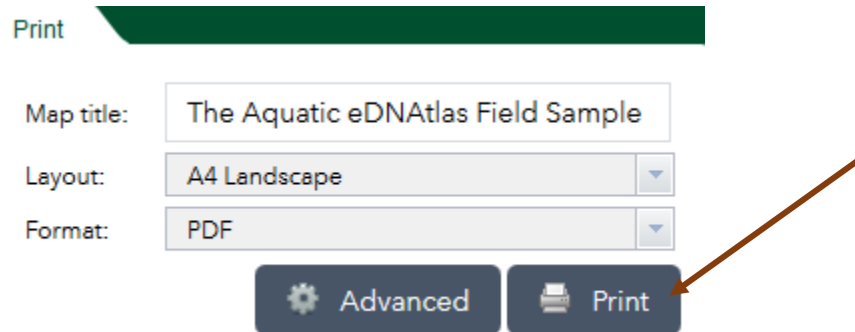 Print
Map title: The Aquatic eDNAtlas Field Sample
Layout: A4 Landscape
Format: PDF
Advanced Print